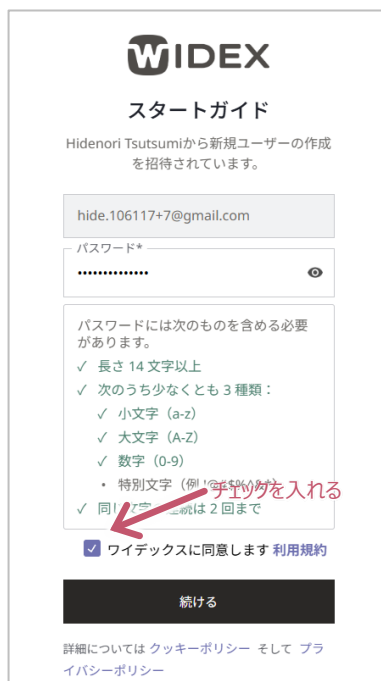 WIDEX
スタートガイド
Hidenori Tsutsumiから新規ユーザーの作成
を招待されています。
hide.106117+7@gmail.com
パスワード*
••••••••••••••
パスワードには次のものを含める必要
があります。
✓ 長さ 14 文字以上
✓ 次のうち少なくとも 3 種類：
✓ 小文字（a-z）
✓ 大文字（A-Z）
✓ 数字（0-9）
• 特別文字（例
チェックを入れる
✓ 同じ文字 連続は 2 回まで
ワイデックスに同意します 利用規約
続ける
詳細については クッキーポリシー そして プラ
イバシーポリシー